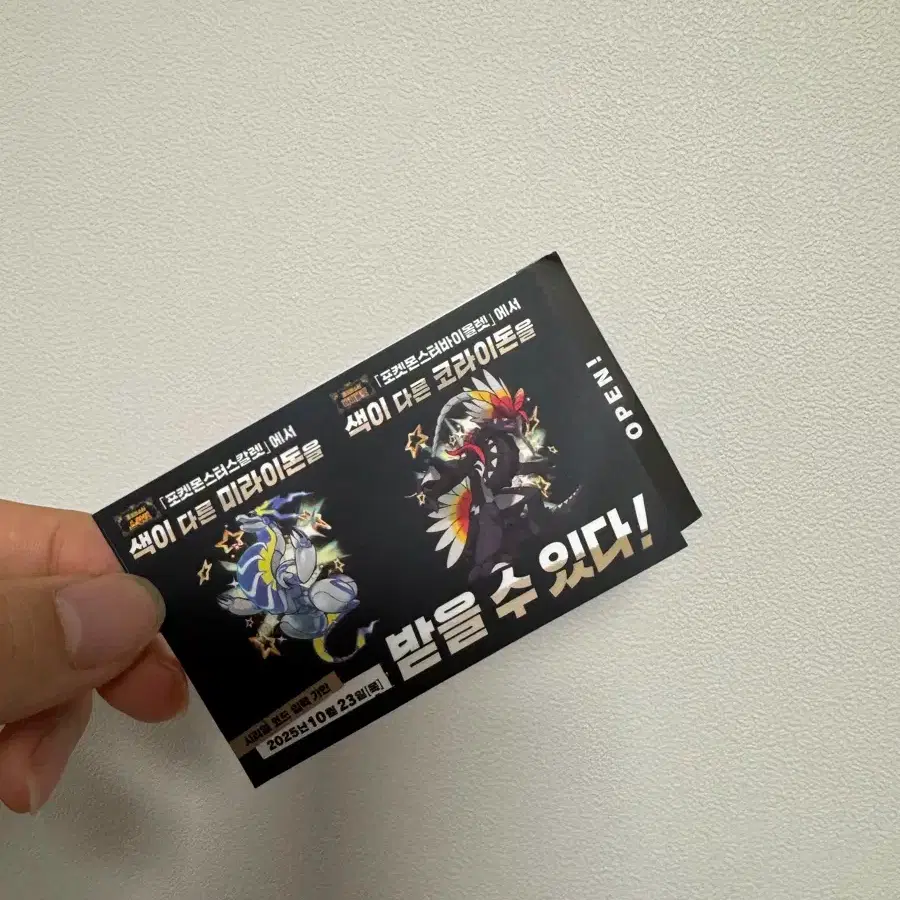 「포켓몬스터스칼렛」에서
색이 다른 미라이돈을
「포켓몬스터바이올렛」에서
색이 다른 코라이돈을
받을 수 있다!
시리얼 코드 입력 기한
2025년 10월 23일[목]
OPEN!